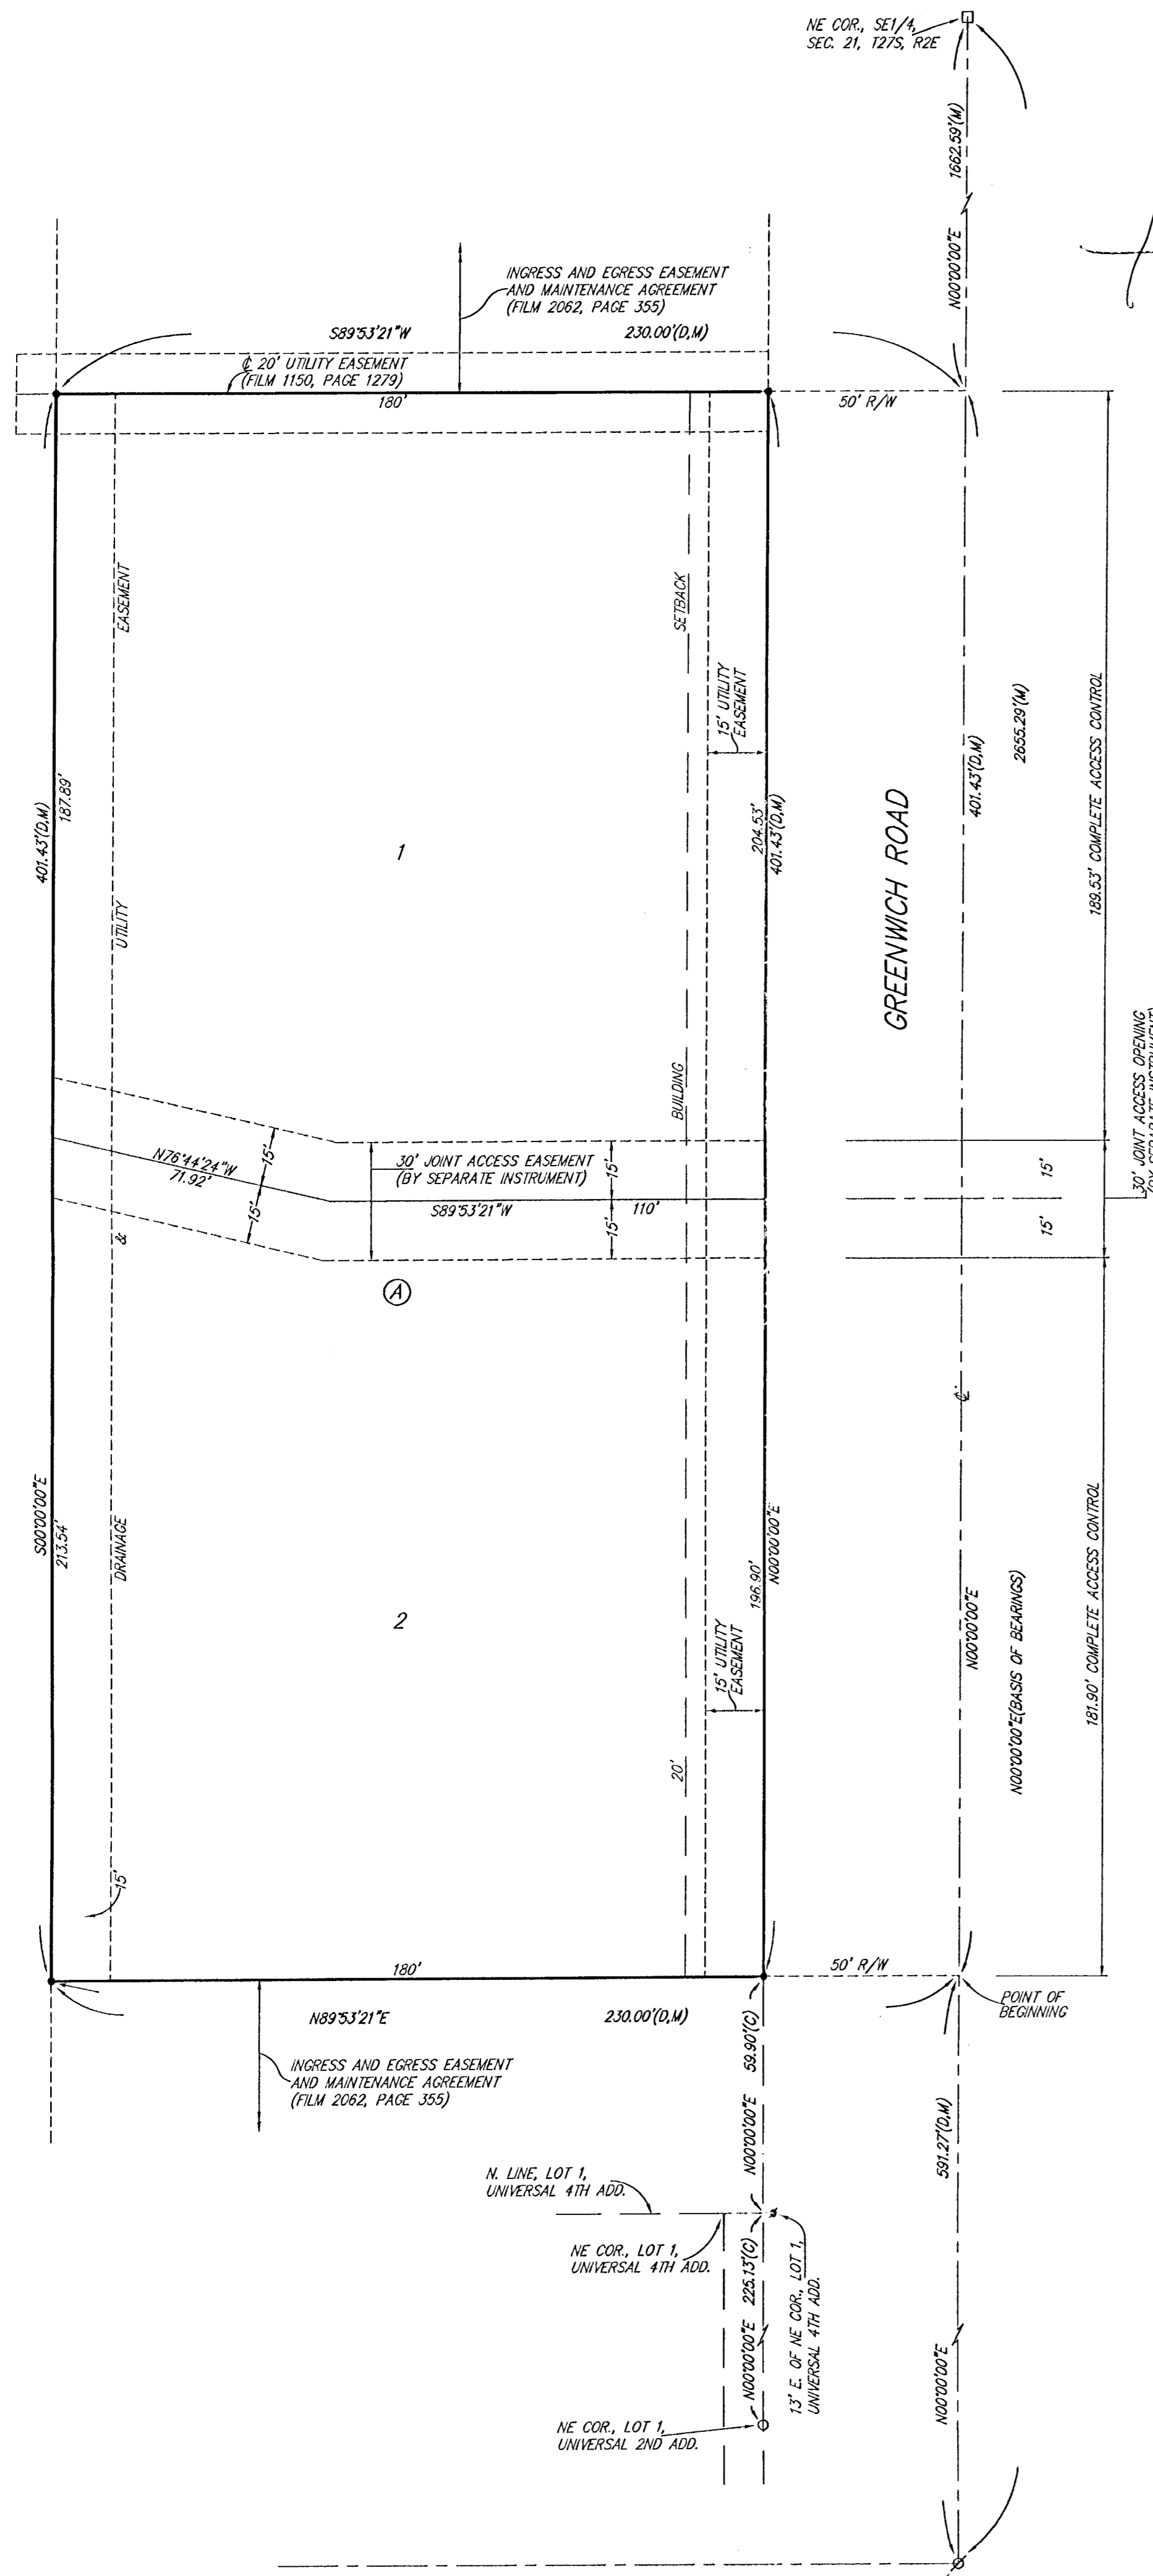 NE COR., SE1/4,
SEC. 21, T27S, R2E
1662.59'(M)
N00°00'00"E
INGRESS AND EGRESS EASEMENT
AND MAINTENANCE AGREEMENT
(FILM 2062, PAGE 355)
S89°53'21"W
230.00'(D,M)
℄ 20' UTILITY EASEMENT
(FILM 1150, PAGE 1279)
180'
50' R/W
EASEMENT
SETBACK
15' UTILITY
EASEMENT
401.43'(D,M)
187.89'
1
204.53'
401.43'(D,M)
GREENWICH ROAD
401.43'(D,M)
2655.29'(M)
189.53' COMPLETE ACCESS CONTROL
UTILITY
BUILDING
30' JOINT ACCESS OPENING
(BY SEPARATE INSTRUMENT)
N76°44'24"W
71.92'
15'
15'
30' JOINT ACCESS EASEMENT
(BY SEPARATE INSTRUMENT)
15'
S89°53'21"W
110'
15'
15'
15'
&
A
℄
S00°00'00"E
213.54'
DRAINAGE
2
196.90'
N00°00'00"E
N00°00'00"E
N00°00'00"E(BASIS OF BEARINGS)
181.90' COMPLETE ACCESS CONTROL
15' UTILITY
EASEMENT
20'
15'
180'
50' R/W
POINT OF
BEGINNING
N89°53'21"E
230.00'(D,M)
59.90'(C)
INGRESS AND EGRESS EASEMENT
AND MAINTENANCE AGREEMENT
(FILM 2062, PAGE 355)
N00°00'00"E
591.27'(D,M)
N. LINE, LOT 1,
UNIVERSAL 4TH ADD.
NE COR., LOT 1,
UNIVERSAL 4TH ADD.
225.13'(C)
N00°00'00"E
13' E. OF NE COR., LOT 1,
UNIVERSAL 4TH ADD.
N00°00'00"E
NE COR., LOT 1,
UNIVERSAL 2ND ADD.